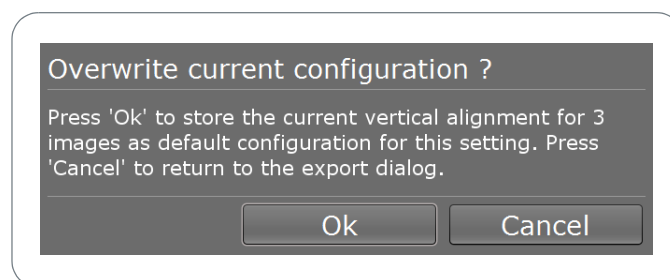 Overwrite current configuration ?
Press 'Ok' to store the current vertical alignment for 3
images as default configuration for this setting. Press
'Cancel' to return to the export dialog.
Ok
Cancel